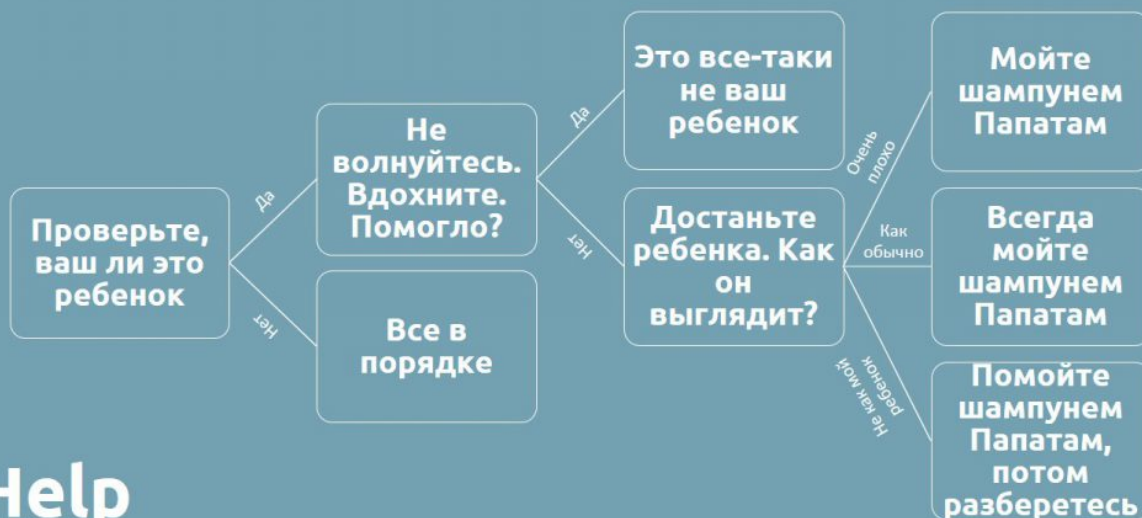 Проверьте,
ваш ли это
ребенок
Да
Нет
Не
волнуйтесь.
Вдохните.
Помогло?
Все в
порядке
Да
Нет
Это все-таки
не ваш
ребенок
Достаньте
ребенка. Как
он
выглядит?
Очень
плохо
Как
обычно
Не как мой
ребенок
Мойте
шампунем
Папатам
Всегда
мойте
шампунем
Папатам
Помойте
шампунем
Папатам,
потом
разберетесь
Help